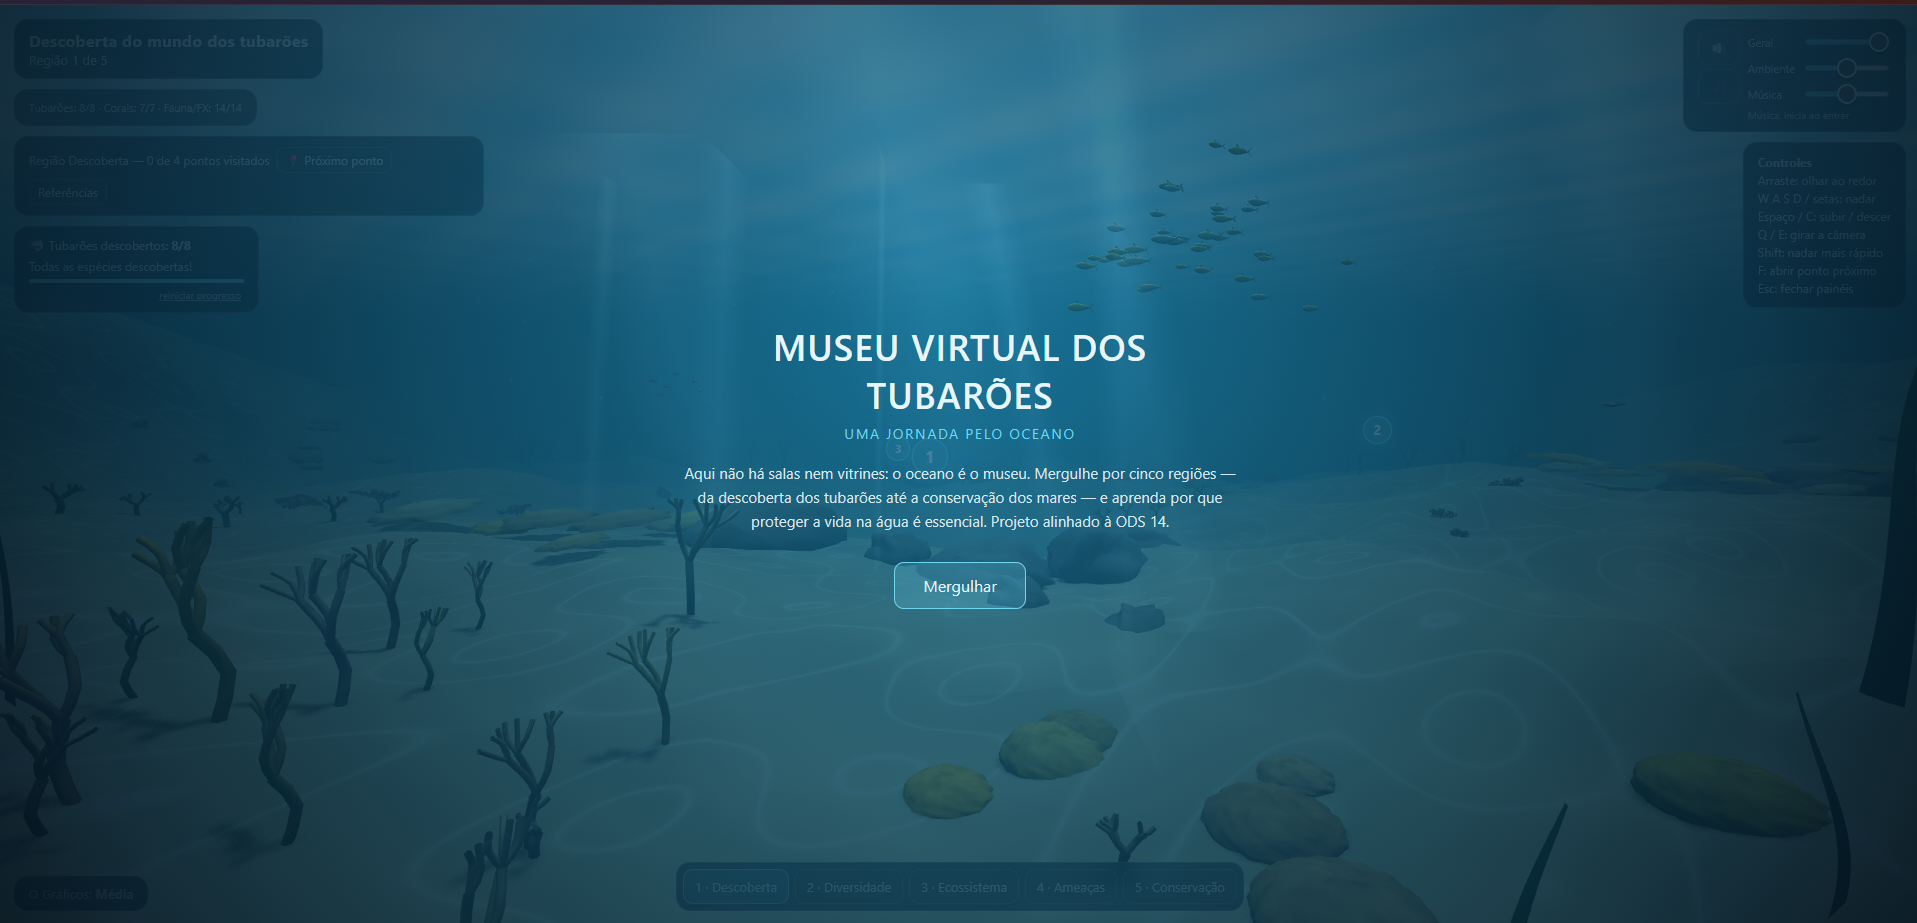 Descoberta do mundo dos tubarões
Região 1 de 5
Tubarões: 8/8 · Corais: 7/7 · Fauna/FX: 14/14
Região Descoberta — 0 de 4 pontos visitados
Próximo ponto
Referências
Tubarões descobertos: 8/8
Todas as espécies descobertas!
reiniciar progresso
Geral
Ambiente
Música
Música: inicia ao entrar
Controles
Arraste: olhar ao redor
W A S D / setas: nadar
Espaço / C: subir / descer
Q / E: girar a câmera
Shift: nadar mais rápido
F: abrir ponto próximo
Esc: fechar painéis
MUSEU VIRTUAL DOS
TUBARÕES
UMA JORNADA PELO OCEANO
3
1
2
Aqui não há salas nem vitrines: o oceano é o museu. Mergulhe por cinco regiões —
da descoberta dos tubarões até a conservação dos mares — e aprenda por que
proteger a vida na água é essencial. Projeto alinhado à ODS 14.
Mergulhar
Gráficos: Média
1 · Descoberta
2 · Diversidade
3 · Ecossistema
4 · Ameaças
5 · Conservação